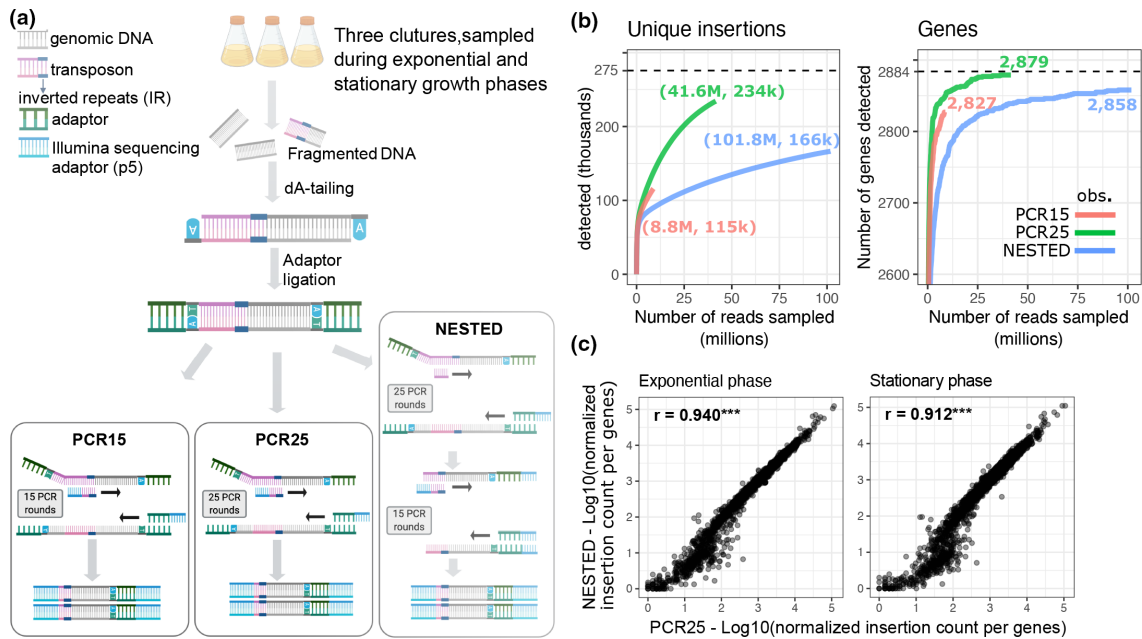 (a)
genomic DNA
transposon
inverted repeats (IR)
adaptor
Illumina sequencing
adaptor (p5)
Three clutures,sampled
during exponential and
stationary growth phases
Fragmented DNA
dA-tailing
A
A
Adaptor
ligation
PCR15
15 PCR
rounds
PCR25
25 PCR
rounds
NESTED
25 PCR
rounds
15 PCR
rounds
(b)
Unique insertions
detected (thousands)
275
200
100
0
(41.6M, 234k)
(101.8M, 166k)
(8.8M, 115k)
0
25
50
75
100
Number of reads sampled
(millions)
Genes
Number of genes detected
2884
2800
2700
2600
2,879
2,827
2,858
obs.
PCR15
PCR25
NESTED
0
25
50
75
100
Number of reads sampled
(millions)
(c)
NESTED - Log10(normalized
insertion count per genes)
Exponential phase
r = 0.940***
5
4
3
2
1
0
0
1
2
3
4
5
Stationary phase
r = 0.912***
5
4
3
2
1
0
0
1
2
3
4
5
PCR25 - Log10(normalized insertion count per genes)